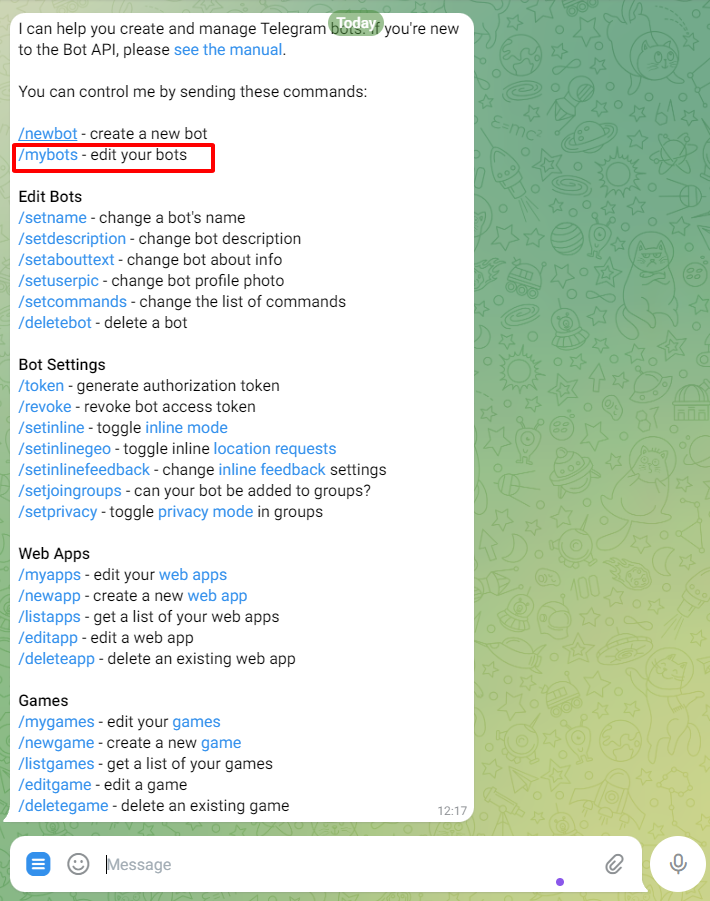 Today
I can help you create and manage Telegram bots. If you're new
to the Bot API, please see the manual.
You can control me by sending these commands:
/newbot - create a new bot
/mybots - edit your bots
Edit Bots
/setname - change a bot's name
/setdescription - change bot description
/setabouttext - change bot about info
/setuserpic - change bot profile photo
/setcommands - change the list of commands
/deletebot - delete a bot
Bot Settings
/token - generate authorization token
/revoke - revoke bot access token
/setinline - toggle inline mode
/setinlinegeo - toggle inline location requests
/setinlinefeedback - change inline feedback settings
/setjoingroups - can your bot be added to groups?
/setprivacy - toggle privacy mode in groups
Web Apps
/myapps - edit your web apps
/newapp - create a new web app
/listapps - get a list of your web apps
/editapp - edit a web app
/deleteapp - delete an existing web app
Games
/mygames - edit your games
/newgame - create a new game
/listgames - get a list of your games
/editgame - edit a game
/deletegame - delete an existing game
12:17
Message